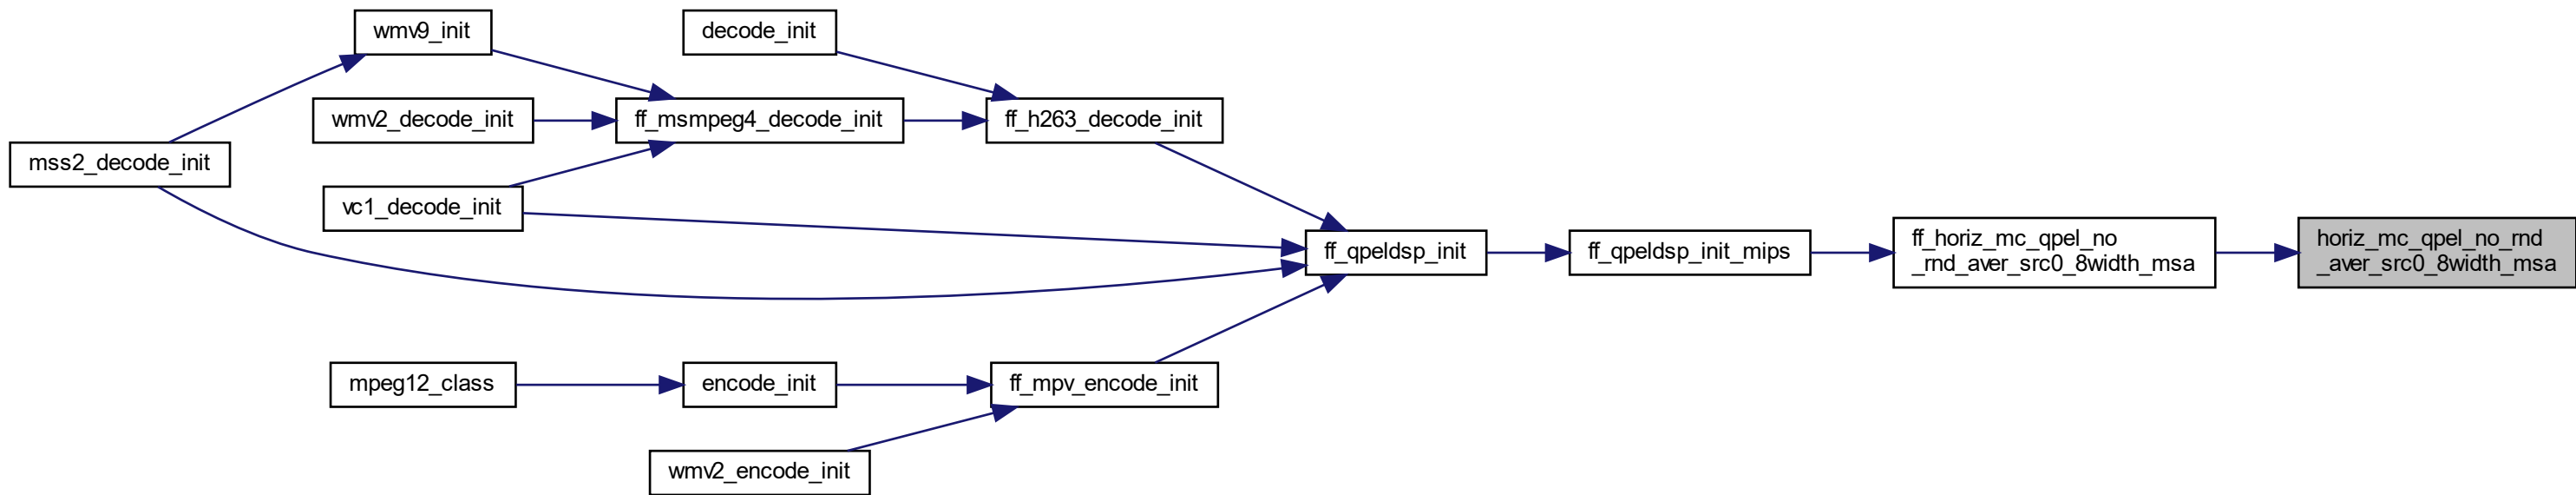 wmv9_init
decode_init
wmv2_decode_init
ff_msmpeg4_decode_init
ff_h263_decode_init
mss2_decode_init
vc1_decode_init
ff_qpeldsp_init
ff_qpeldsp_init_mips
ff_horiz_mc_qpel_no
_rnd_aver_src0_8width_msa
horiz_mc_qpel_no_rnd
_aver_src0_8width_msa
mpeg12_class
encode_init
ff_mpv_encode_init
wmv2_encode_init